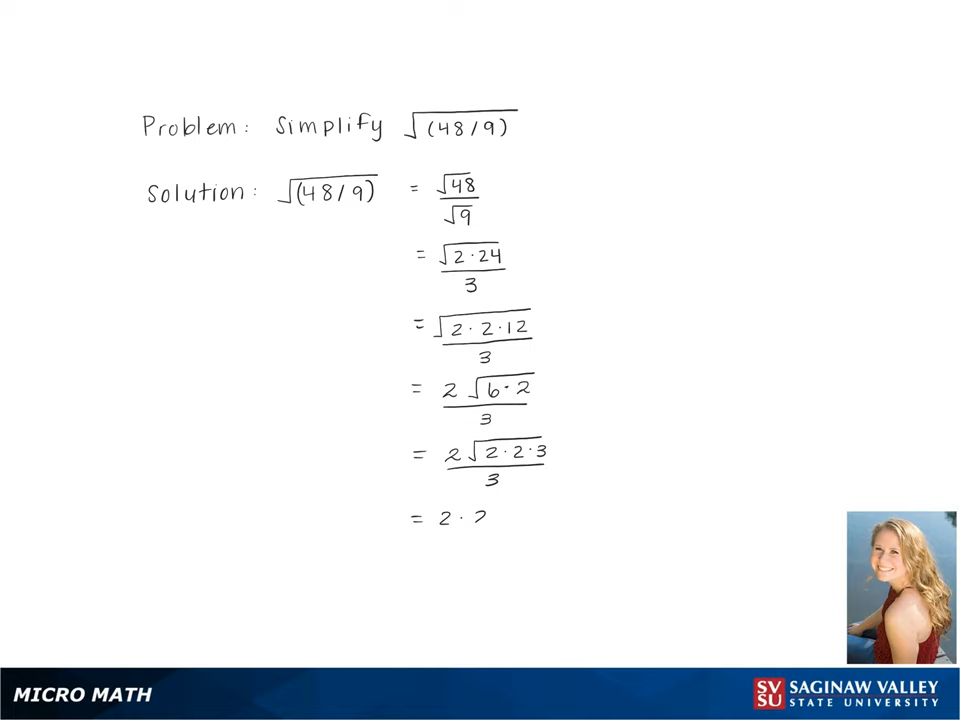 Problem: Simplify √(48/9)
Solution: √(48/9) = √48 / √9
= √2·24 / 3
= √2·2·12 / 3
= 2√6·2 / 3
= 2√2·2·3 / 3
= 2·2
MICRO MATH
SV SU SAGINAW VALLEY
STATE UNIVERSITY